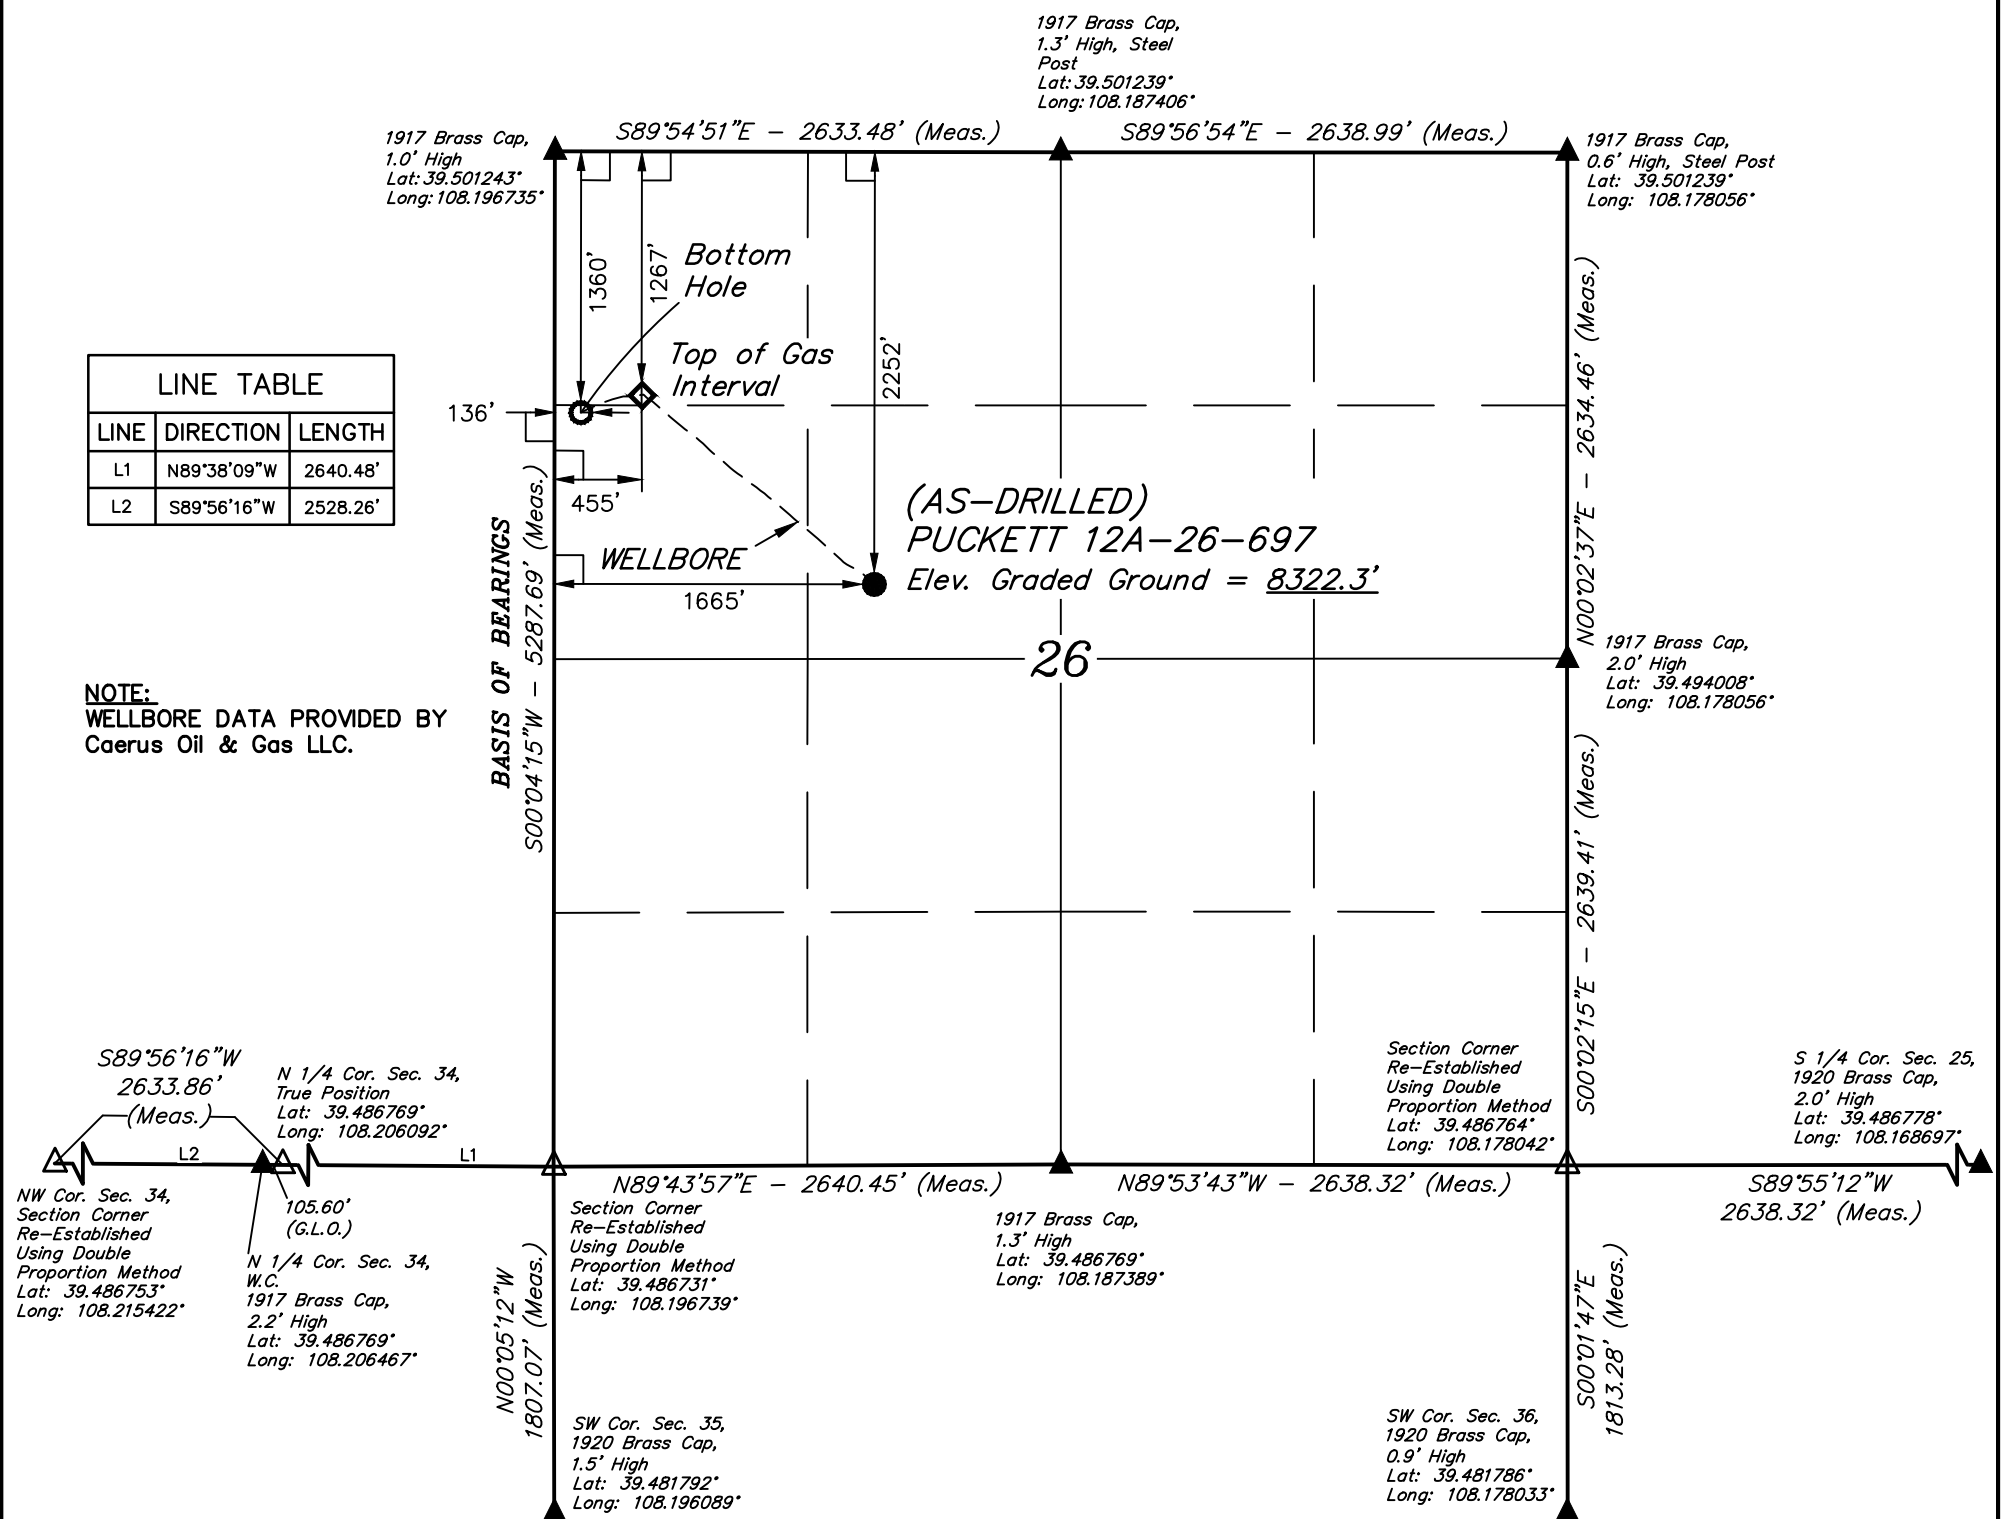 1917 Brass Cap,
1.3' High, Steel
Post
Lat: 39.501239°
Long: 108.187406°
1917 Brass Cap,
1.0' High
Lat: 39.501243°
Long: 108.196735°
S89°54'51"E – 2633.48' (Meas.)
S89°56'54"E – 2638.99' (Meas.)
1917 Brass Cap,
0.6' High, Steel Post
Lat: 39.501239°
Long: 108.178056°
1360'
1267'
2252'
Bottom
Hole
Top of Gas
Interval
136'
455'
1665'
WELLBORE
LINE TABLE
LINE DIRECTION LENGTH
L1 N89°38'09"W 2640.48'
L2 S89°56'16"W 2528.26'
(AS-DRILLED)
PUCKETT 12A-26-697
Elev. Graded Ground = 8322.3'
26
BASIS OF BEARINGS
S00°04'15"W – 5287.69' (Meas.)
N00°02'37"E – 2634.46' (Meas.)
1917 Brass Cap,
2.0' High
Lat: 39.494008°
Long: 108.178056°
NOTE:
WELLBORE DATA PROVIDED BY
Caerus Oil & Gas LLC.
S00°02'15"E – 2639.41' (Meas.)
S89°56'16"W
2633.86'
(Meas.)
N 1/4 Cor. Sec. 34,
True Position
Lat: 39.486769°
Long: 108.206092°
L2
L1
Section Corner
Re-Established
Using Double
Proportion Method
Lat: 39.486764°
Long: 108.178042°
S 1/4 Cor. Sec. 25,
1920 Brass Cap,
2.0' High
Lat: 39.486778°
Long: 108.168697°
NW Cor. Sec. 34,
Section Corner
Re-Established
Using Double
Proportion Method
Lat: 39.486753°
Long: 108.215422°
105.60'
(G.L.O.)
N 1/4 Cor. Sec. 34,
W.C.
1917 Brass Cap,
2.2' High
Lat: 39.486769°
Long: 108.206467°
N89°43'57"E – 2640.45' (Meas.)
N89°53'43"W – 2638.32' (Meas.)
S89°55'12"W
2638.32' (Meas.)
Section Corner
Re-Established
Using Double
Proportion Method
Lat: 39.486731°
Long: 108.196739°
1917 Brass Cap,
1.3' High
Lat: 39.486769°
Long: 108.187389°
N00°05'12"W
1807.07' (Meas.)
S00°01'47"E
1813.28' (Meas.)
SW Cor. Sec. 35,
1920 Brass Cap,
1.5' High
Lat: 39.481792°
Long: 108.196089°
SW Cor. Sec. 36,
1920 Brass Cap,
0.9' High
Lat: 39.481786°
Long: 108.178033°